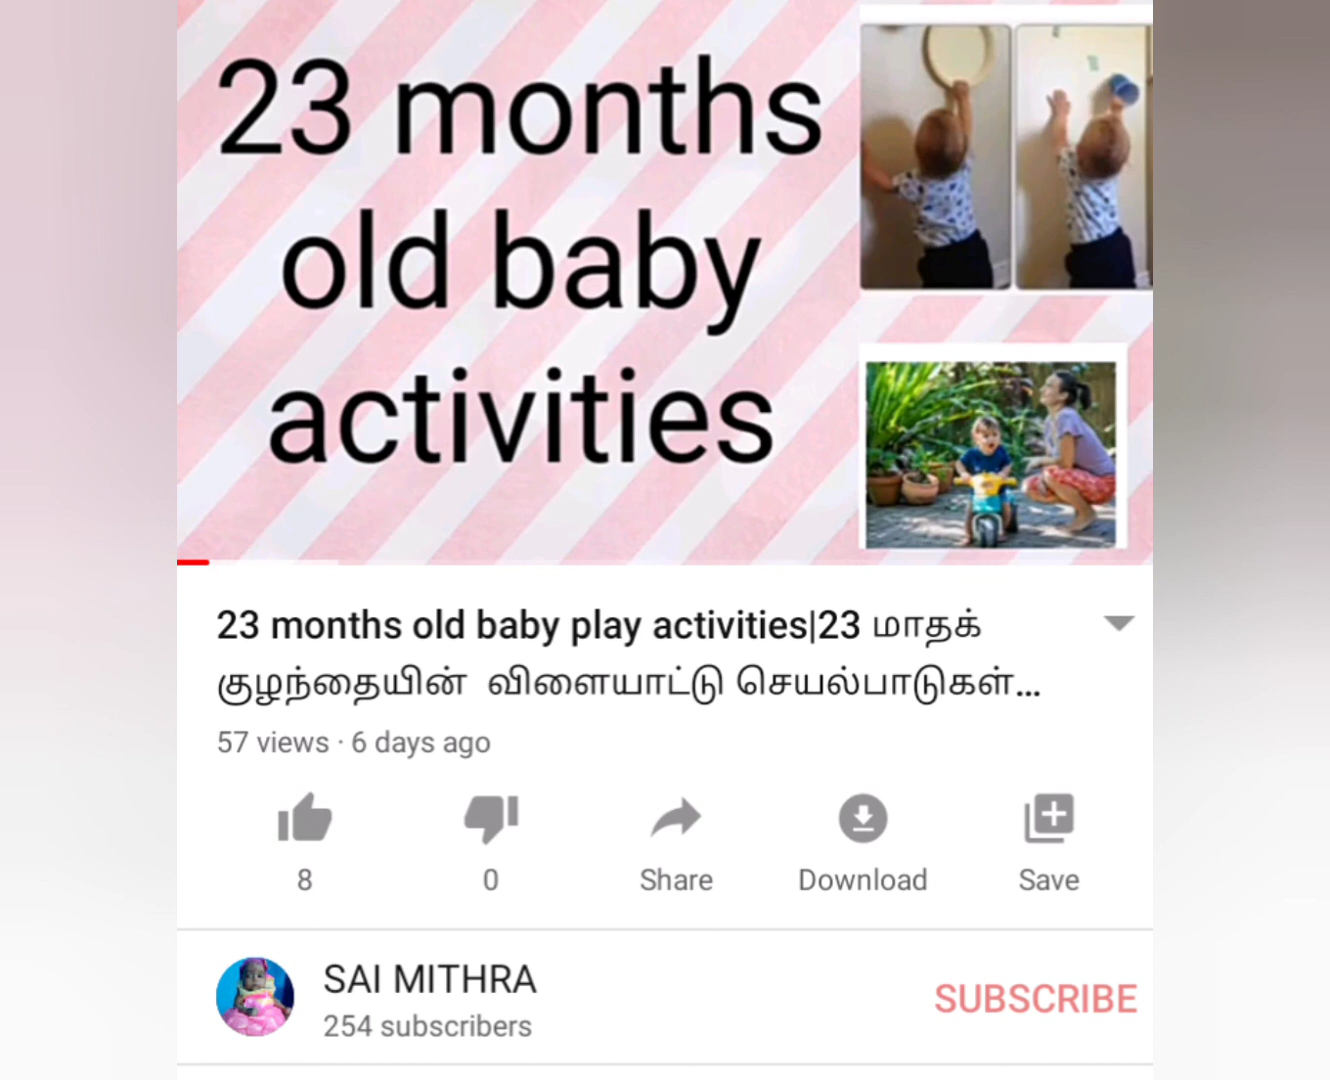 23 months
old baby
activities
23 months old baby play activities|23 மாதக்
குழந்தையின் விளையாட்டு செயல்பாடுகள்...
57 views · 6 days ago
8
0
Share
Download
Save
SAI MITHRA
254 subscribers
SUBSCRIBE